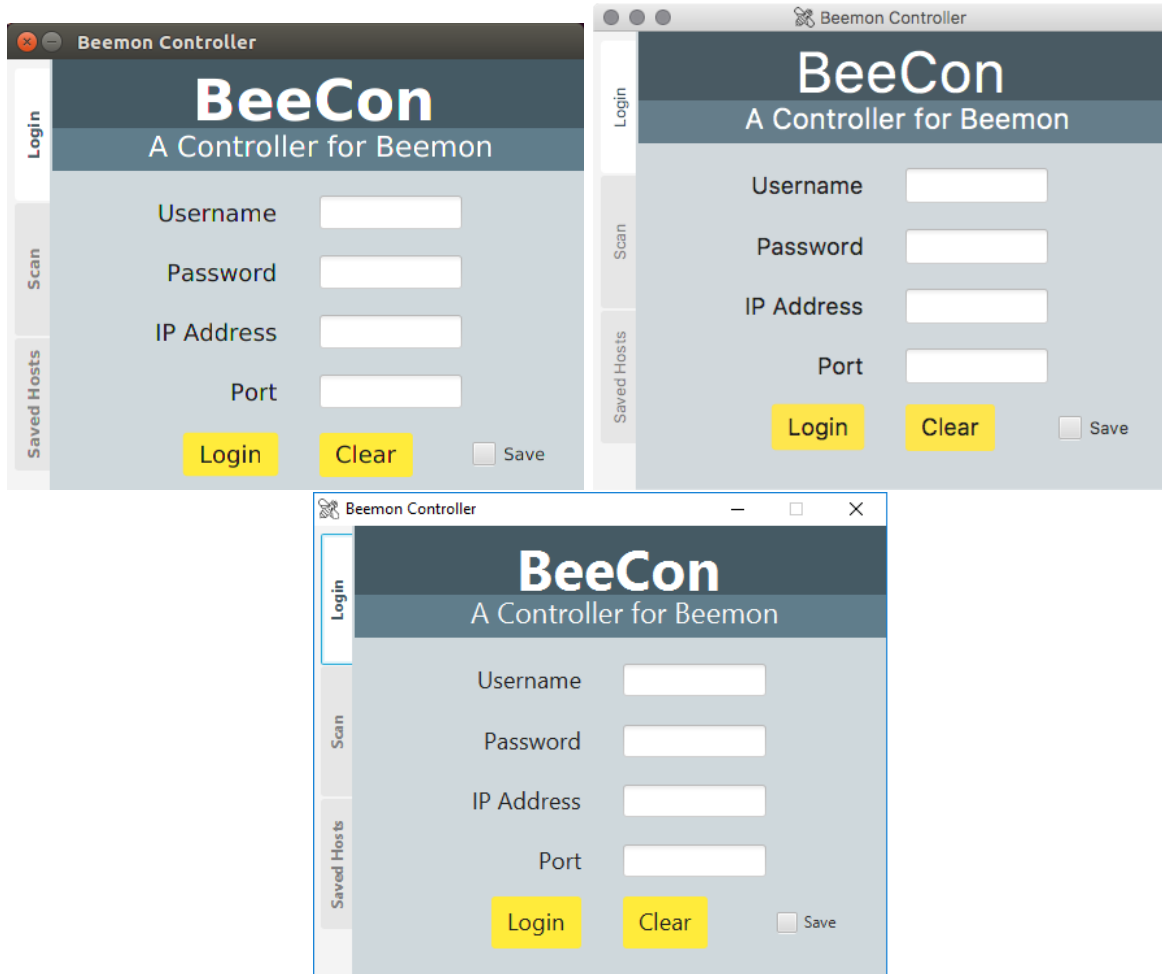 Beemon Controller
BeeCon
A Controller for Beemon
Login
Scan
Saved Hosts
Username
Password
IP Address
Port
Login Clear Save
Beemon Controller
BeeCon
A Controller for Beemon
Login
Scan
Saved Hosts
Username
Password
IP Address
Port
Login Clear Save
Beemon Controller
BeeCon
A Controller for Beemon
Login
Scan
Saved Hosts
Username
Password
IP Address
Port
Login Clear Save